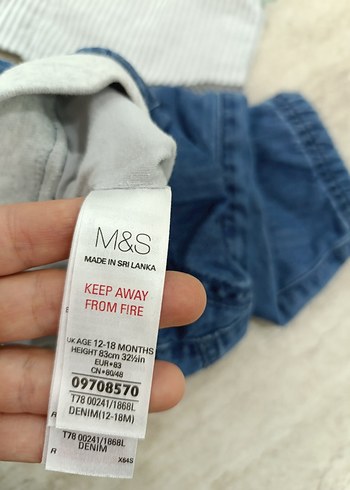 M&S
MADE IN SRI LANKA
KEEP AWAY
FROM FIRE
UK AGE 12-18 MONTHS
HEIGHT 83cm 32½in
EUR*83
CN*80/48
09708570
T78 00241/1868L
DENIM(12-18M)
T78 00241/1868L
DENIM
R X64S